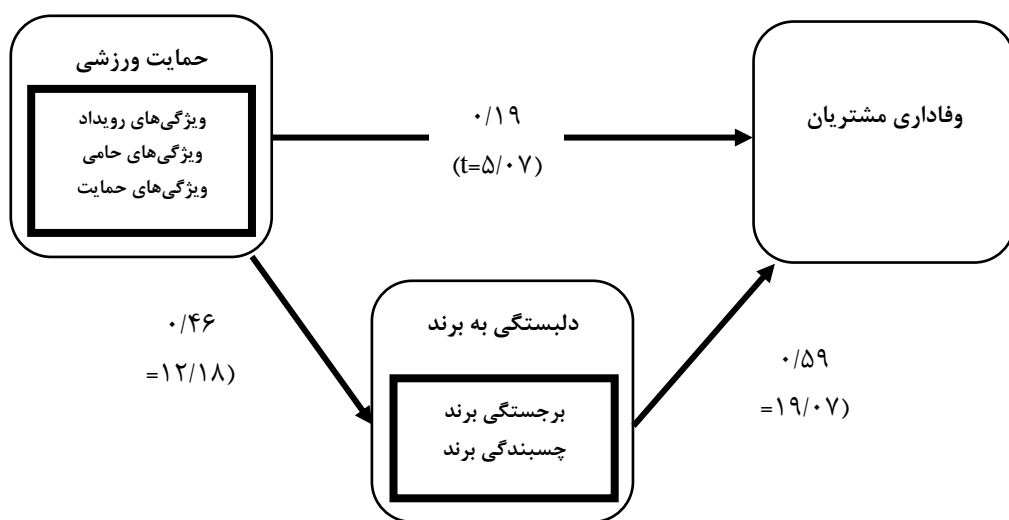 حمایت ورزشی
ویژگی‌های رویداد
ویژگی‌های حامی
ویژگی‌های حمایت
۰/۱۹
(t=۵/۰۷)
وفاداری مشتریان
۰/۴۶
=۱۲/۱۸)
دلبستگی به برند
برجستگی برند
چسبندگی برند
۰/۵۹
=۱۹/۰۷)